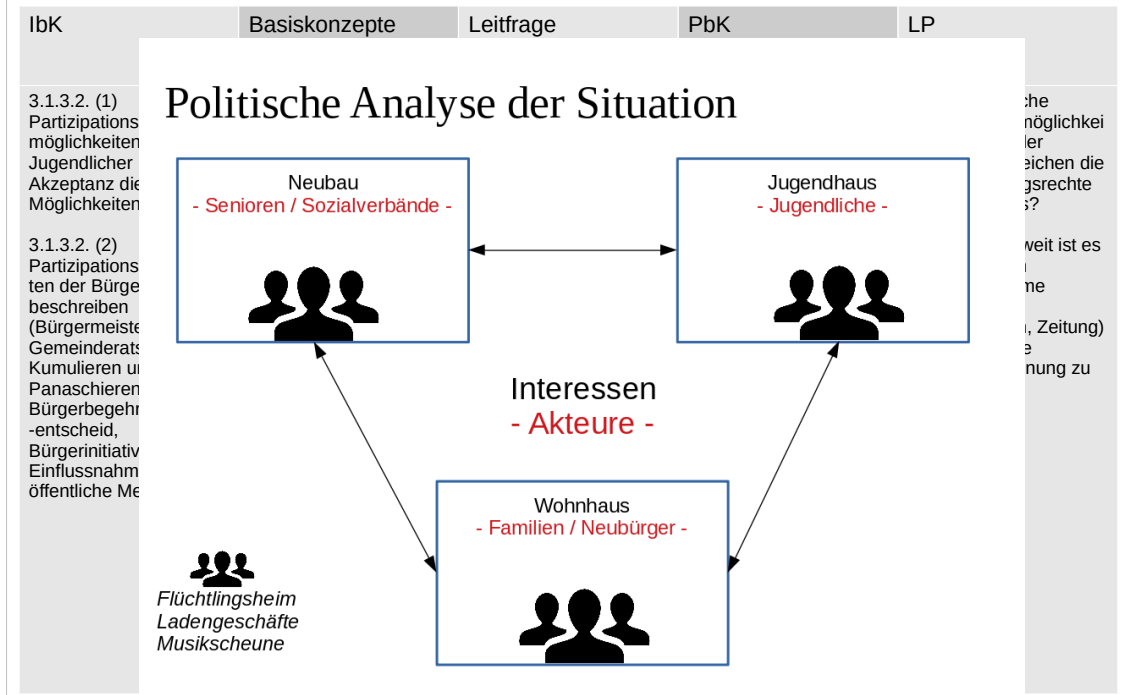 IbK
Basiskonzepte
Leitfrage
PbK
LP
3.1.3.2. (1)
Partizipations
möglichkeiten
Jugendlicher
Akzeptanz die
Möglichkeiten
3.1.3.2. (2)
Partizipations
ten der Bürge
beschreiben
(Bürgermeiste
Gemeinderats
Kumulieren u
Panaschieren
Bürgerbegehr
-entscheid,
Bürgerinitiativ
Einflussnahm
öffentliche Me
Politische Analyse der Situation
Neubau
- Senioren / Sozialverbände -
Jugendhaus
- Jugendliche -
Interessen
- Akteure -
Wohnhaus
- Familien / Neubürger -
Flüchtlingsheim
Ladengeschäfte
Musikscheune
che
möglichkei
ler
eichen die
gsrechte
s?
weit ist es
me
, Zeitung)
e
nung zu